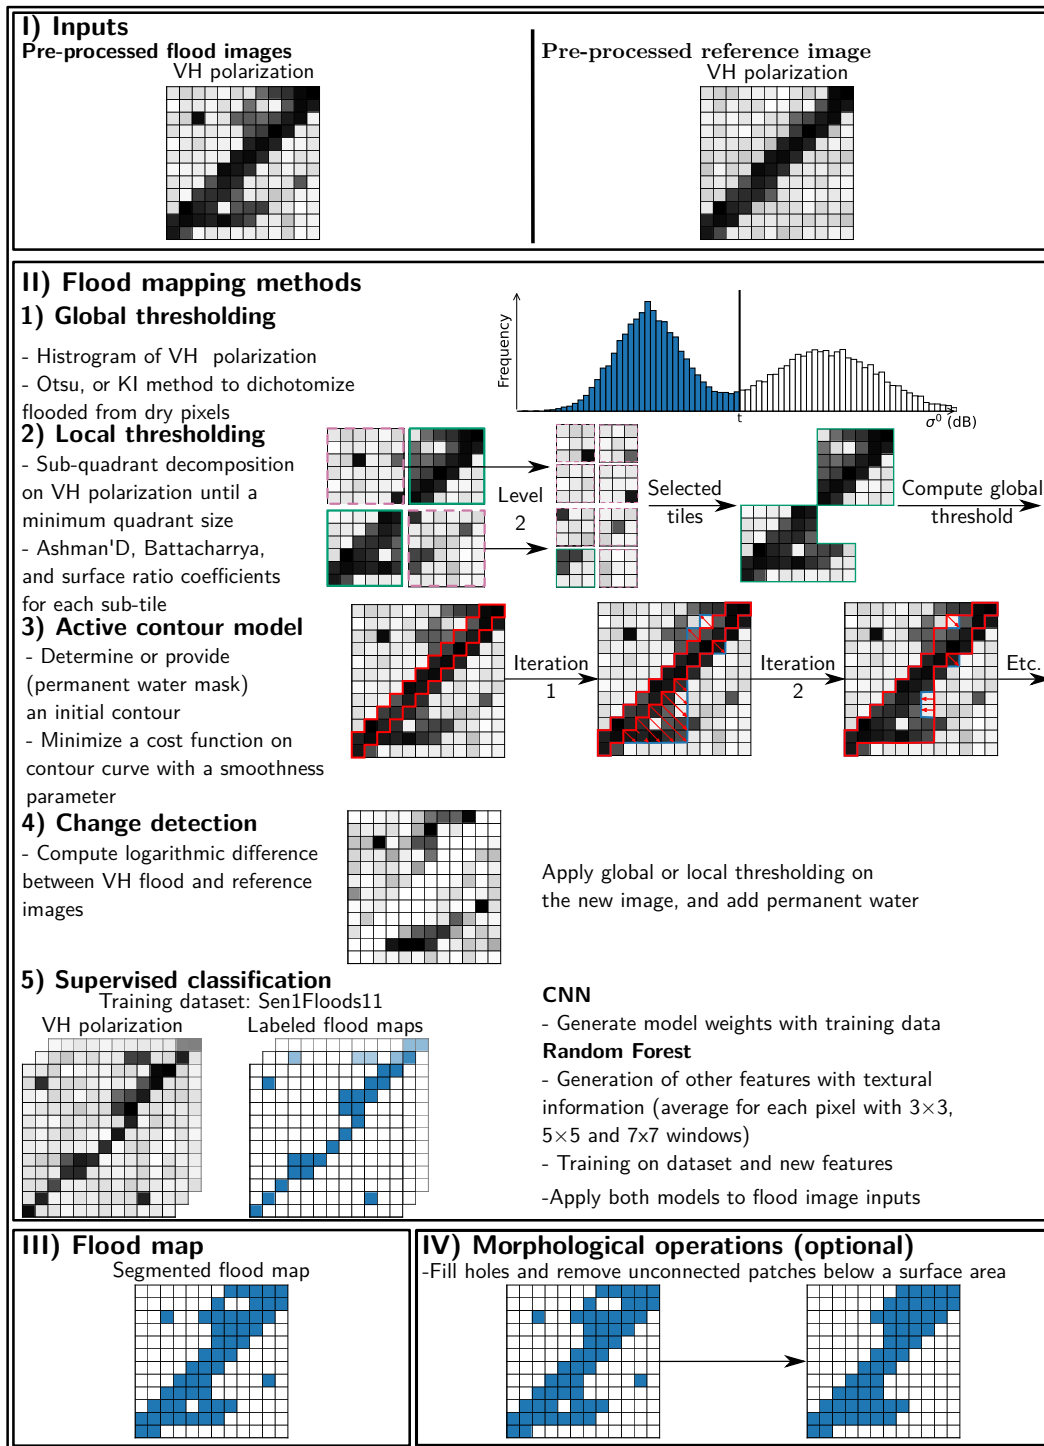 I) Inputs
Pre-processed flood images
VH polarization
Pre-processed reference image
VH polarization
II) Flood mapping methods
1) Global thresholding
- Histrogram of VH polarization
- Otsu, or KI method to dichotomize
flooded from dry pixels
Frequency
t
σ⁰ (dB)
2) Local thresholding
- Sub-quadrant decomposition
on VH polarization until a
minimum quadrant size
- Ashman'D, Battacharrya,
and surface ratio coefficients
for each sub-tile
Level
2
Selected
tiles
Compute global
threshold
3) Active contour model
- Determine or provide
(permanent water mask)
an initial contour
- Minimize a cost function on
contour curve with a smoothness
parameter
Iteration
1
Iteration
2
Etc.
4) Change detection
- Compute logarithmic difference
between VH flood and reference
images
Apply global or local thresholding on
the new image, and add permanent water
5) Supervised classification
Training dataset: Sen1Floods11
VH polarization
Labeled flood maps
CNN
- Generate model weights with training data
Random Forest
- Generation of other features with textural
information (average for each pixel with 3×3,
5×5 and 7x7 windows)
- Training on dataset and new features
-Apply both models to flood image inputs
III) Flood map
Segmented flood map
IV) Morphological operations (optional)
-Fill holes and remove unconnected patches below a surface area